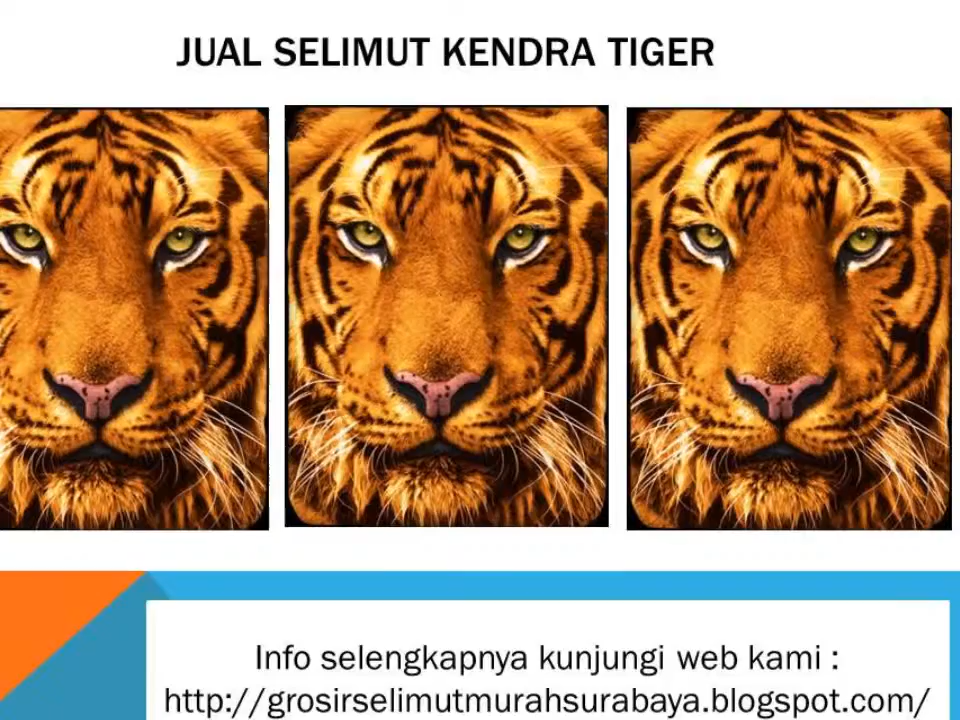 JUAL SELIMUT KENDRA TIGER
Info selengkapnya kunjungi web kami :
http://grosirselimutmurahsurabaya.blogspot.com/